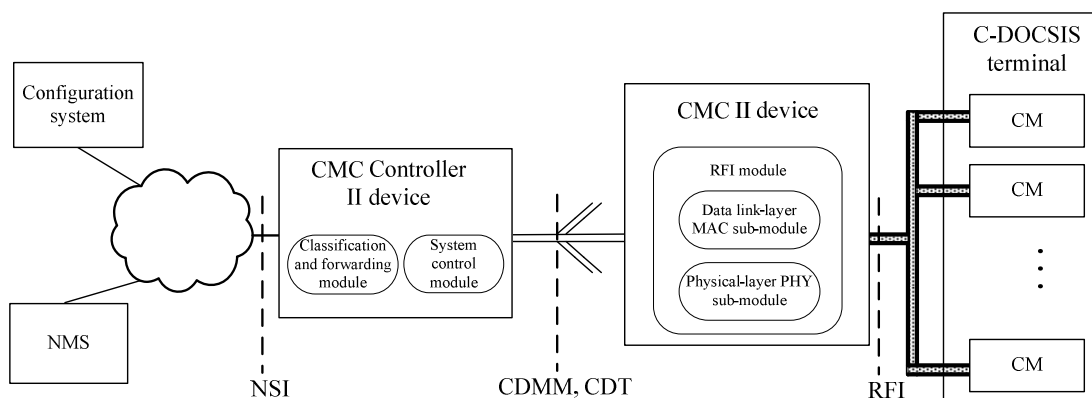 Configuration
system
NMS
NSI
CMC Controller
II device
Classification
and forwarding
module
System
control
module
CDMM, CDT
CMC II device
RFI module
Data link-layer
MAC sub-module
Physical-layer PHY
sub-module
RFI
C-DOCSIS
terminal
CM
CM
CM